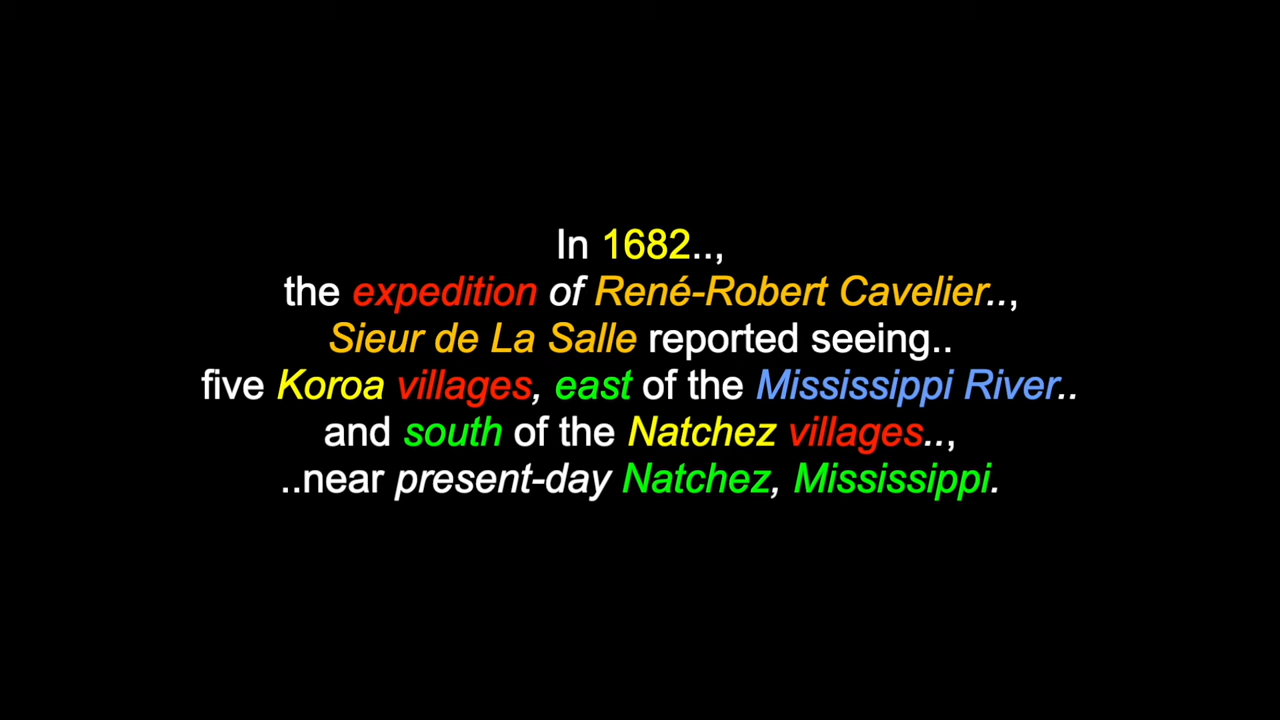 In 1682..,
the expedition of René-Robert Cavelier..,
Sieur de La Salle reported seeing..
five Koroa villages, east of the Mississippi River..
and south of the Natchez villages..,
..near present-day Natchez, Mississippi.